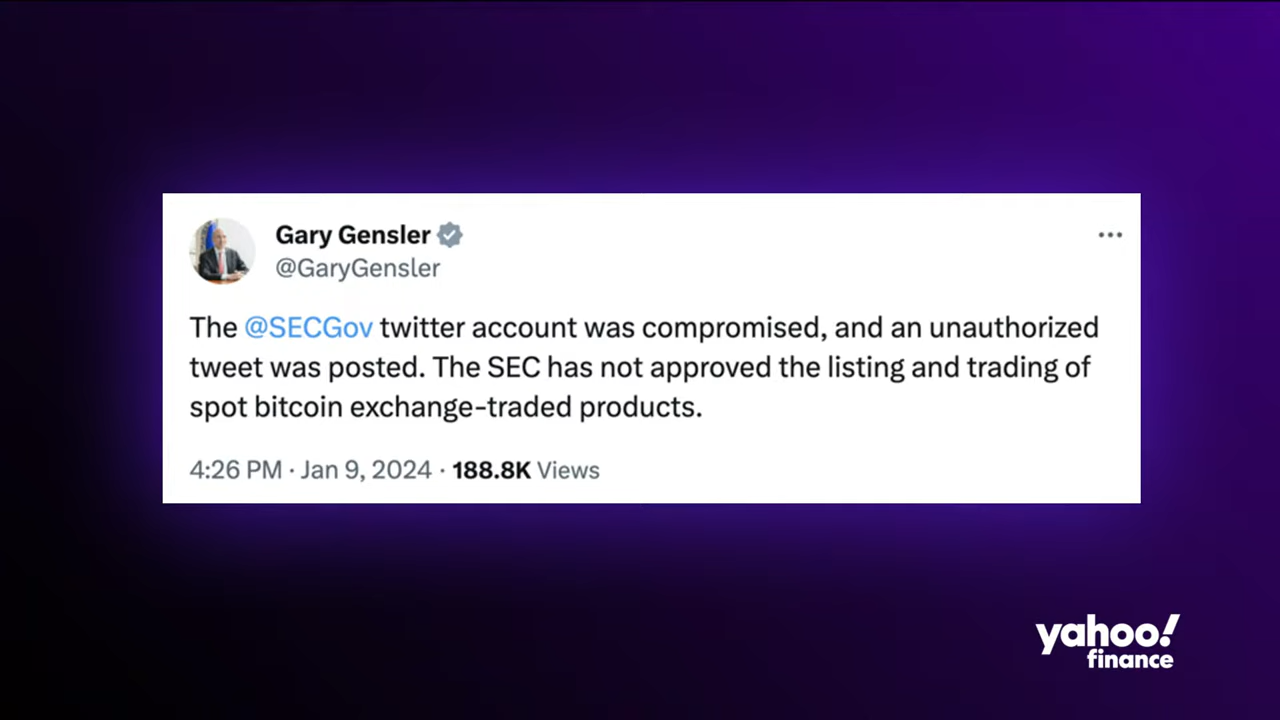 Gary Gensler
@GaryGensler
The @SECGov twitter account was compromised, and an unauthorized
tweet was posted. The SEC has not approved the listing and trading of
spot bitcoin exchange-traded products.
4:26 PM · Jan 9, 2024 · 188.8K Views
yahoo!
finance